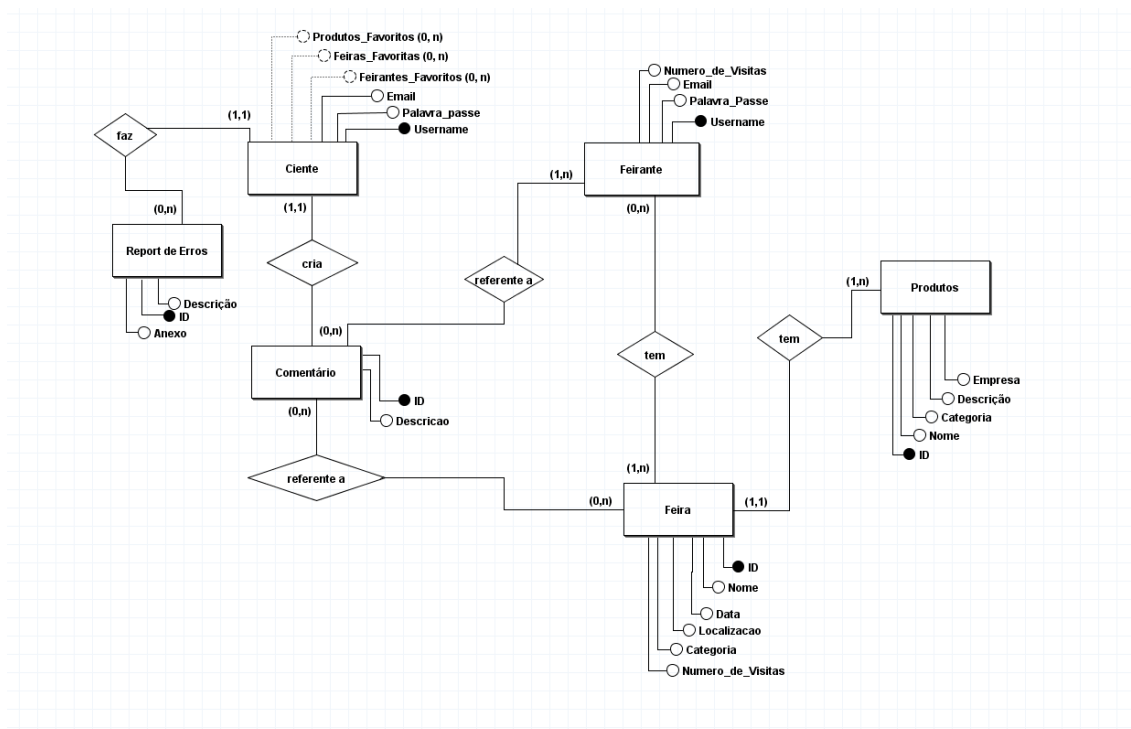 Produtos_Favoritos (0, n)
Feiras_Favoritas (0, n)
Feirantes_Favoritos (0, n)
Email
Palavra_passe
Username
(1,1)
faz
Ciente
(0,n)
(1,1)
Report de Erros
Descrição
ID
Anexo
cria
(0,n)
Comentário
ID
Descricao
(0,n)
referente a
Numero_de_Visitas
Email
Palavra_Passe
Username
Feirante
(1,n)
(0,n)
referente a
tem
(1,n)
(0,n)
Feira
(1,1)
ID
Nome
Data
Localizacao
Categoria
Numero_de_Visitas
tem
(1,n)
Produtos
Empresa
Descrição
Categoria
Nome
ID